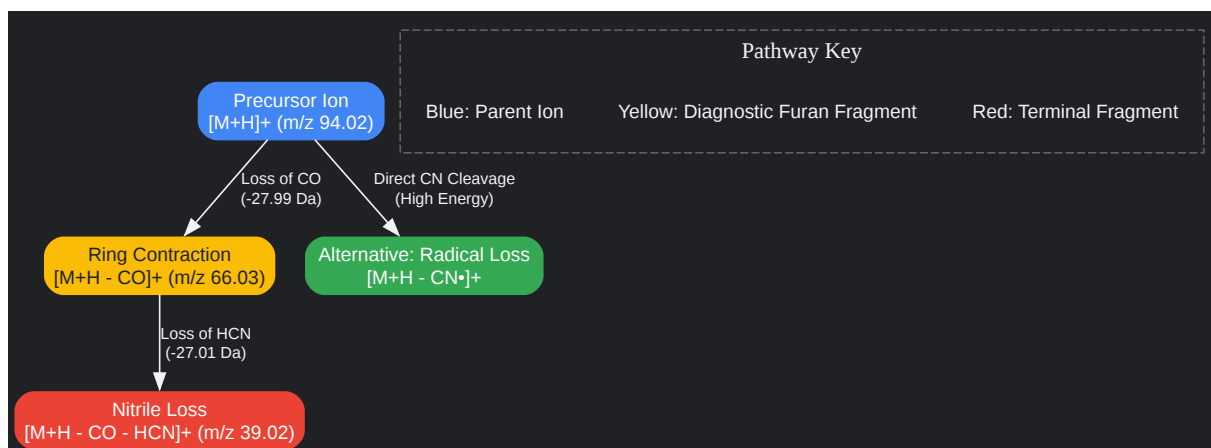 Pathway Key
Blue: Parent Ion
Yellow: Diagnostic Furan Fragment
Red: Terminal Fragment
Precursor Ion
[M+H]+ (m/z 94.02)
Loss of CO
(-27.99 Da)
Direct CN Cleavage
(High Energy)
Ring Contraction
[M+H - CO]+ (m/z 66.03)
Alternative: Radical Loss
[M+H - CN•]+
Loss of HCN
(-27.01 Da)
Nitrile Loss
[M+H - CO - HCN]+ (m/z 39.02)